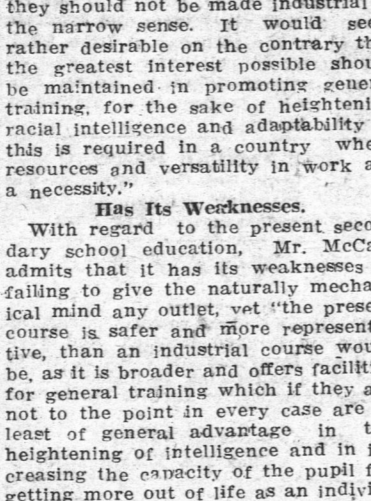 they should not be made industrial
the narrow sense. It would see
rather desirable on the contrary th
the greatest interest possible shou
be maintained in promoting gener
training, for the sake of heighteni
racial intelligence and adaptability
this is required in a country whe
resources and versatility in work a
a necessity."
Has Its Weaknesses.
With regard to the present seco
dary school education, Mr. McCa
admits that it has its weaknesses
failing to give the naturally mecha
ical mind any outlet, yet "the prese
course is safer and more represent
tive, than an industrial course wou
be, as it is broader and offers facilit
for general training which if they a
not to the point in every case are
least of general advantage in t
heightening of intelligence and in i
creasing the capacity of the pupil f
getting more out of life as an indivi